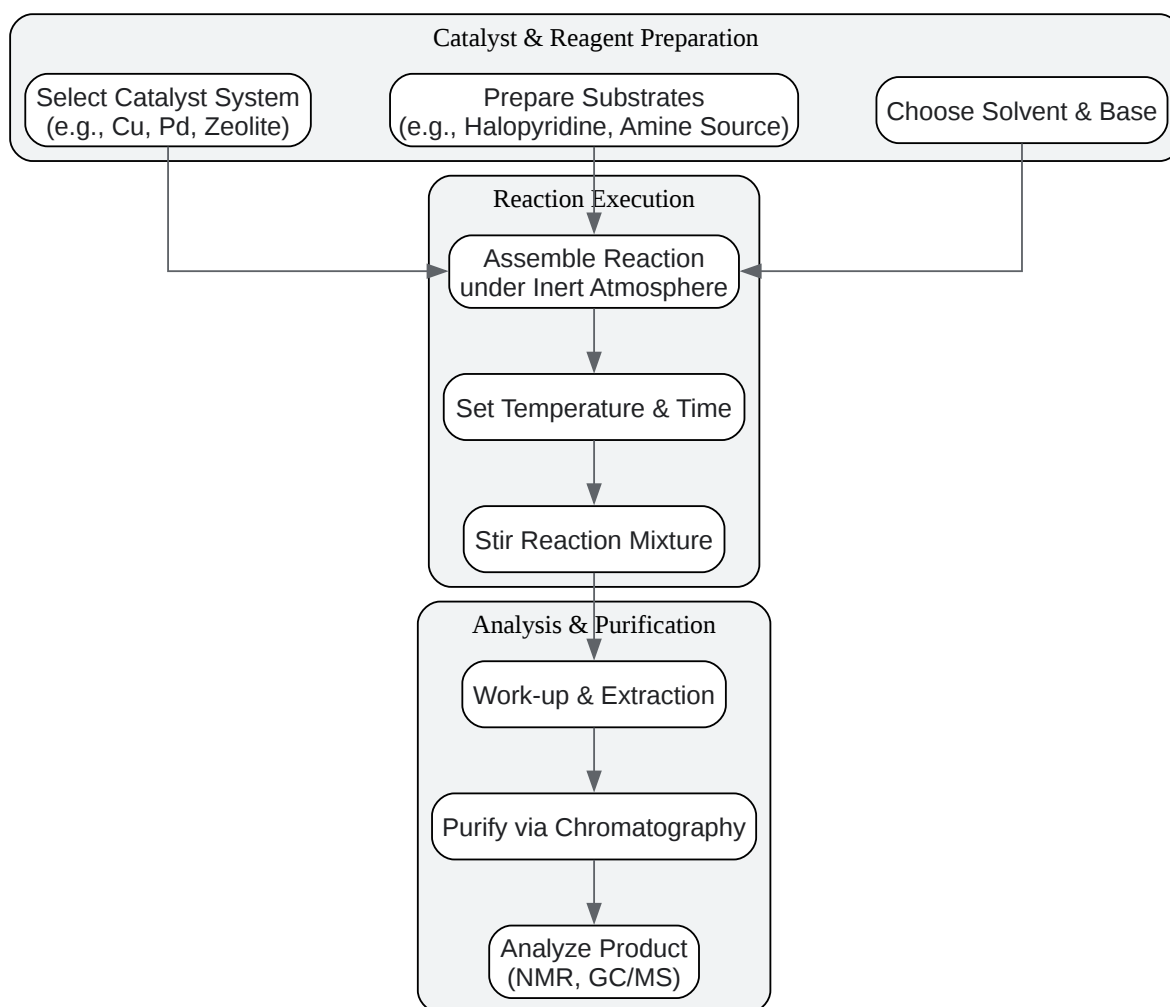 Catalyst & Reagent Preparation
Select Catalyst System
(e.g., Cu, Pd, Zeolite)
Prepare Substrates
(e.g., Halopyridine, Amine Source)
Choose Solvent & Base
Reaction Execution
Assemble Reaction
under Inert Atmosphere
Set Temperature & Time
Stir Reaction Mixture
Analysis & Purification
Work-up & Extraction
Purify via Chromatography
Analyze Product
(NMR, GC/MS)